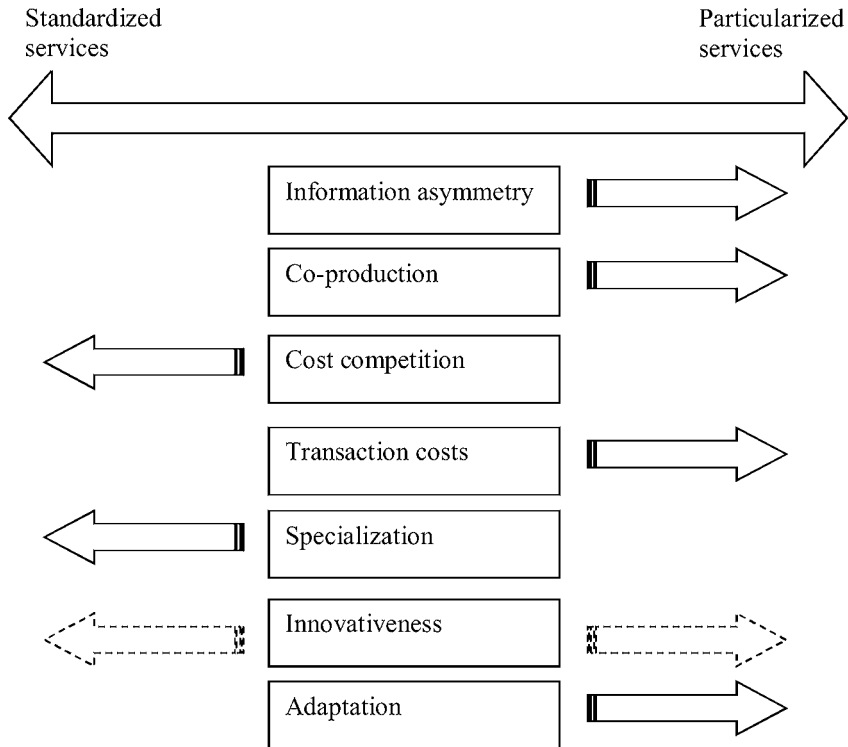 Standardized
services
Particularized
services
Information asymmetry
Co-production
Cost competition
Transaction costs
Specialization
Innovativeness
Adaptation